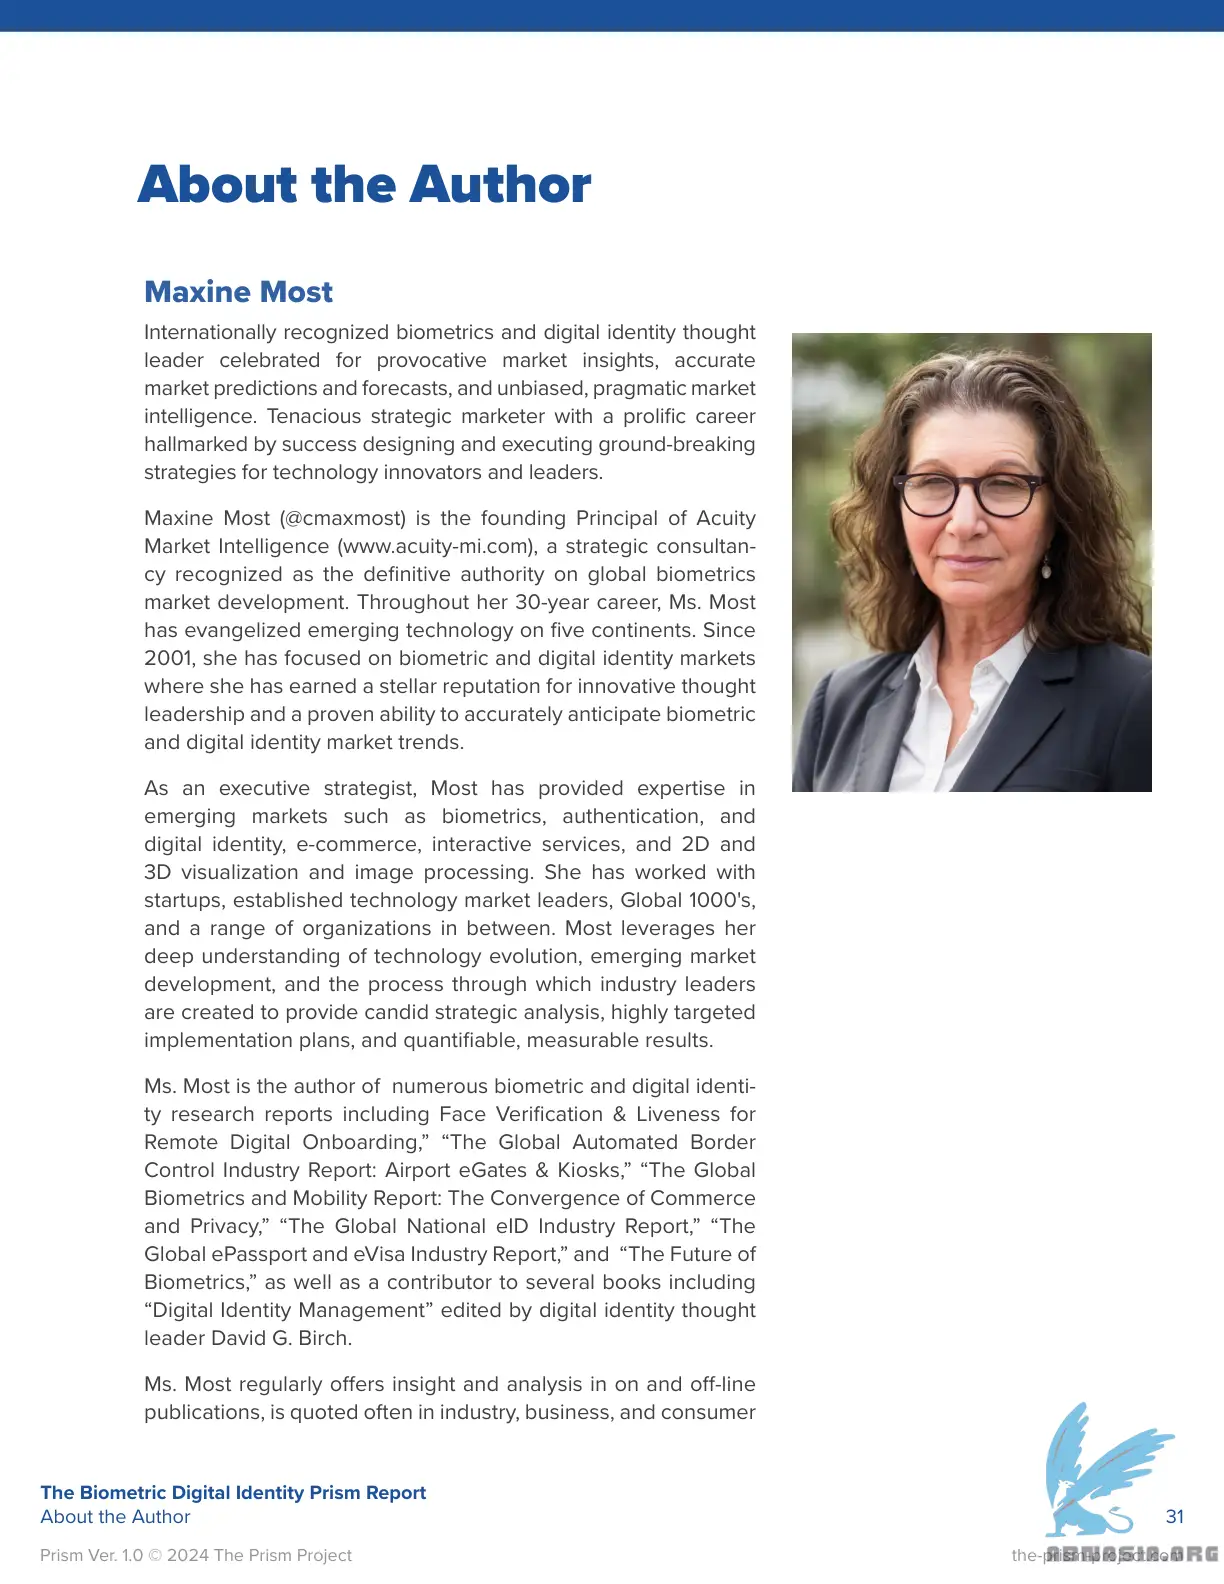 About the Author
Maxine Most
Internationally recognized biometrics and digital identity thought
leader celebrated for provocative market insights, accurate
market predictions and forecasts, and unbiased, pragmatic market
intelligence. Tenacious strategic marketer with a prolific career
hallmarked by success designing and executing ground-breaking
strategies for technology innovators and leaders.
Maxine Most (@cmaxmost) is the founding Principal of Acuity
Market Intelligence (www.acuity-mi.com), a strategic consultan-
cy recognized as the definitive authority on global biometrics
market development. Throughout her 30-year career, Ms. Most
has evangelized emerging technology on five continents. Since
2001, she has focused on biometric and digital identity markets
where she has earned a stellar reputation for innovative thought
leadership and a proven ability to accurately anticipate biometric
and digital identity market trends.
As an executive strategist, Most has provided expertise in
emerging markets such as biometrics, authentication, and
digital identity, e-commerce, interactive services, and 2D and
3D visualization and image processing. She has worked with
startups, established technology market leaders, Global 1000's,
and a range of organizations in between. Most leverages her
deep understanding of technology evolution, emerging market
development, and the process through which industry leaders
are created to provide candid strategic analysis, highly targeted
implementation plans, and quantifiable, measurable results.
Ms. Most is the author of  numerous biometric and digital identi-
ty research reports including Face Verification & Liveness for
Remote Digital Onboarding,” “The Global Automated Border
Control Industry Report: Airport eGates & Kiosks,” “The Global
Biometrics and Mobility Report: The Convergence of Commerce
and Privacy,” “The Global National eID Industry Report,” “The
Global ePassport and eVisa Industry Report,” and  “The Future of
Biometrics,” as well as a contributor to several books including
“Digital Identity Management” edited by digital identity thought
leader David G. Birch.
Ms. Most regularly offers insight and analysis in on and off-line
publications, is quoted often in industry, business, and consumer
The Biometric Digital Identity Prism Report
About the Author
31
Prism Ver. 1.0 © 2024 The Prism Project
the-prism-project.com